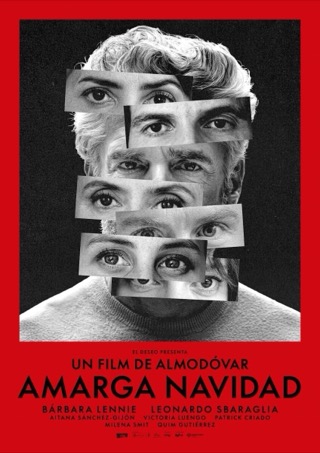 EL DESEO PRESENTA
UN FILM DE ALMODÓVAR
AMARGA NAVIDAD
BÁRBARA LENNIE LEONARDO SBARAGLIA
AITANA SÁNCHEZ-GIJÓN VICTORIA LUENGO PATRICK CRIADO
MILENA SMIT QUIM GUTIÉRREZ